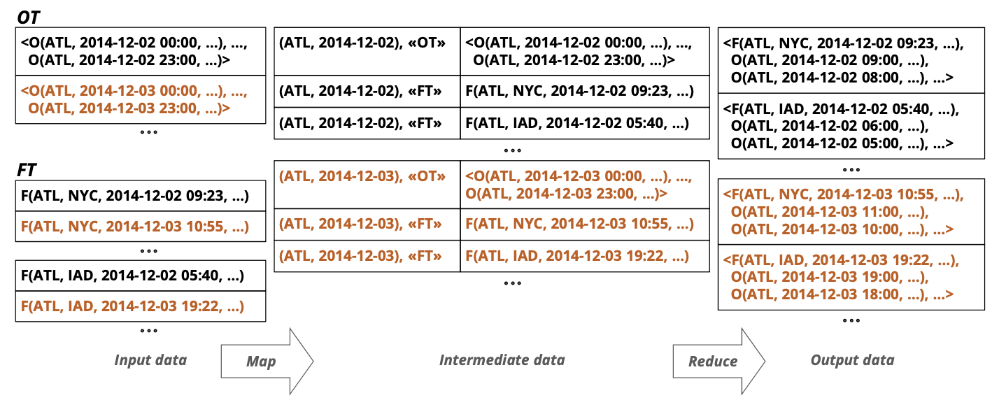 OT
<O(ATL, 2014-12-02 00:00, ...), ...,
O(ATL, 2014-12-02 23:00, ...)>
<O(ATL, 2014-12-03 00:00, ...), ...,
O(ATL, 2014-12-03 23:00, ...)>
...
FT
F(ATL, NYC, 2014-12-02 09:23, ...)
F(ATL, NYC, 2014-12-03 10:55, ...)
...
F(ATL, IAD, 2014-12-02 05:40, ...)
F(ATL, IAD, 2014-12-03 19:22, ...)
...
Input data
Map
(ATL, 2014-12-02), «OT»
<O(ATL, 2014-12-02 00:00, ...), ...,
O(ATL, 2014-12-02 23:00, ...)>
(ATL, 2014-12-02), «FT»
F(ATL, NYC, 2014-12-02 09:23, ...)
(ATL, 2014-12-02), «FT»
F(ATL, IAD, 2014-12-02 05:40, ...)
...
(ATL, 2014-12-03), «OT»
<O(ATL, 2014-12-03 00:00, ...), ...,
O(ATL, 2014-12-03 23:00, ...)>
(ATL, 2014-12-03), «FT»
F(ATL, NYC, 2014-12-03 10:55, ...)
(ATL, 2014-12-03), «FT»
F(ATL, IAD, 2014-12-03 19:22, ...)
...
Intermediate data
Reduce
<F(ATL, NYC, 2014-12-02 09:23, ...),
O(ATL, 2014-12-02 09:00, ...),
O(ATL, 2014-12-02 08:00, ...), ...>
<F(ATL, IAD, 2014-12-02 05:40, ...),
O(ATL, 2014-12-02 06:00, ...),
O(ATL, 2014-12-02 05:00, ...), ...>
...
<F(ATL, NYC, 2014-12-03 10:55, ...),
O(ATL, 2014-12-03 11:00, ...),
O(ATL, 2014-12-03 10:00, ...), ...>
<F(ATL, IAD, 2014-12-03 19:22, ...),
O(ATL, 2014-12-03 19:00, ...),
O(ATL, 2014-12-03 18:00, ...), ...>
...
Output data